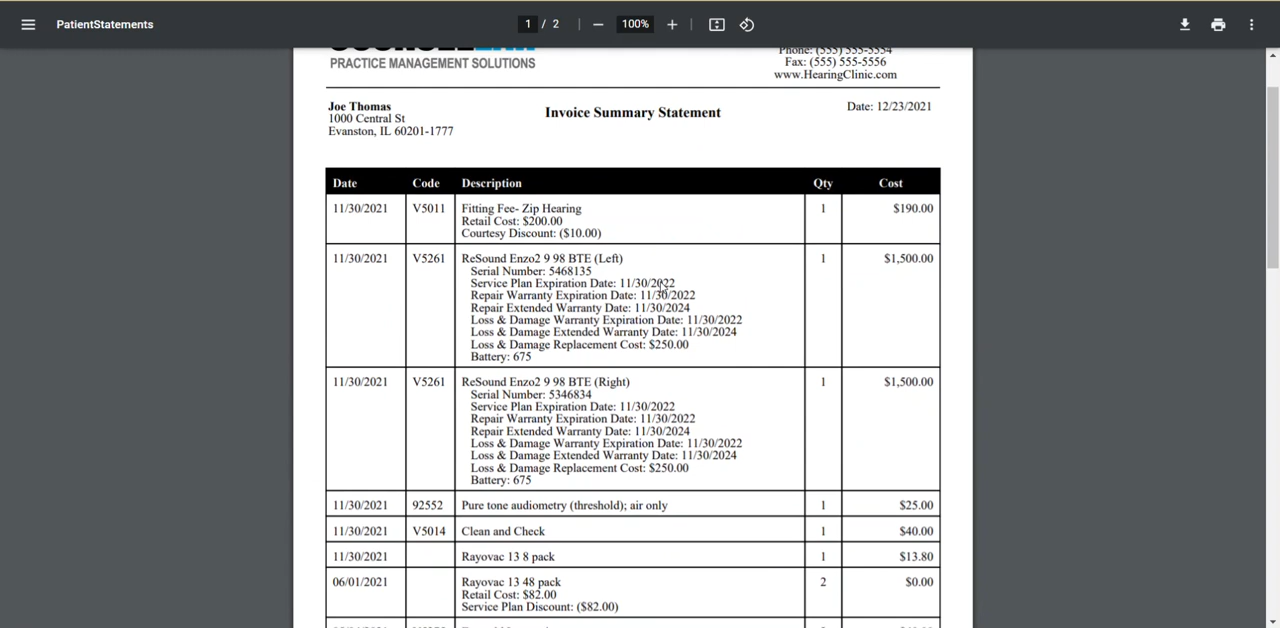 PatientStatements
1 / 2
100%
PRACTICE MANAGEMENT SOLUTIONS
Phone: (555) 555-5554
Fax: (555) 555-5556
www.HearingClinic.com
Joe Thomas
1000 Central St
Evanston, IL 60201-1777
Invoice Summary Statement
Date: 12/23/2021
Date Code Description Qty Cost
11/30/2021 V5011 Fitting Fee- Zip Hearing 1 $190.00
Retail Cost: $200.00
Courtesy Discount: ($10.00)
11/30/2021 V5261 ReSound Enzo2 9 98 BTE (Left) 1 $1,500.00
Serial Number: 5468135
Service Plan Expiration Date: 11/30/2022
Repair Warranty Expiration Date: 11/30/2022
Repair Extended Warranty Date: 11/30/2024
Loss & Damage Warranty Expiration Date: 11/30/2022
Loss & Damage Extended Warranty Date: 11/30/2024
Loss & Damage Replacement Cost: $250.00
Battery: 675
11/30/2021 V5261 ReSound Enzo2 9 98 BTE (Right) 1 $1,500.00
Serial Number: 5346834
Service Plan Expiration Date: 11/30/2022
Repair Warranty Expiration Date: 11/30/2022
Repair Extended Warranty Date: 11/30/2024
Loss & Damage Warranty Expiration Date: 11/30/2022
Loss & Damage Extended Warranty Date: 11/30/2024
Loss & Damage Replacement Cost: $250.00
Battery: 675
11/30/2021 92552 Pure tone audiometry (threshold); air only 1 $25.00
11/30/2021 V5014 Clean and Check 1 $40.00
11/30/2021 Rayovac 13 8 pack 1 $13.80
06/01/2021 Rayovac 13 48 pack 2 $0.00
Retail Cost: $82.00
Service Plan Discount: ($82.00)